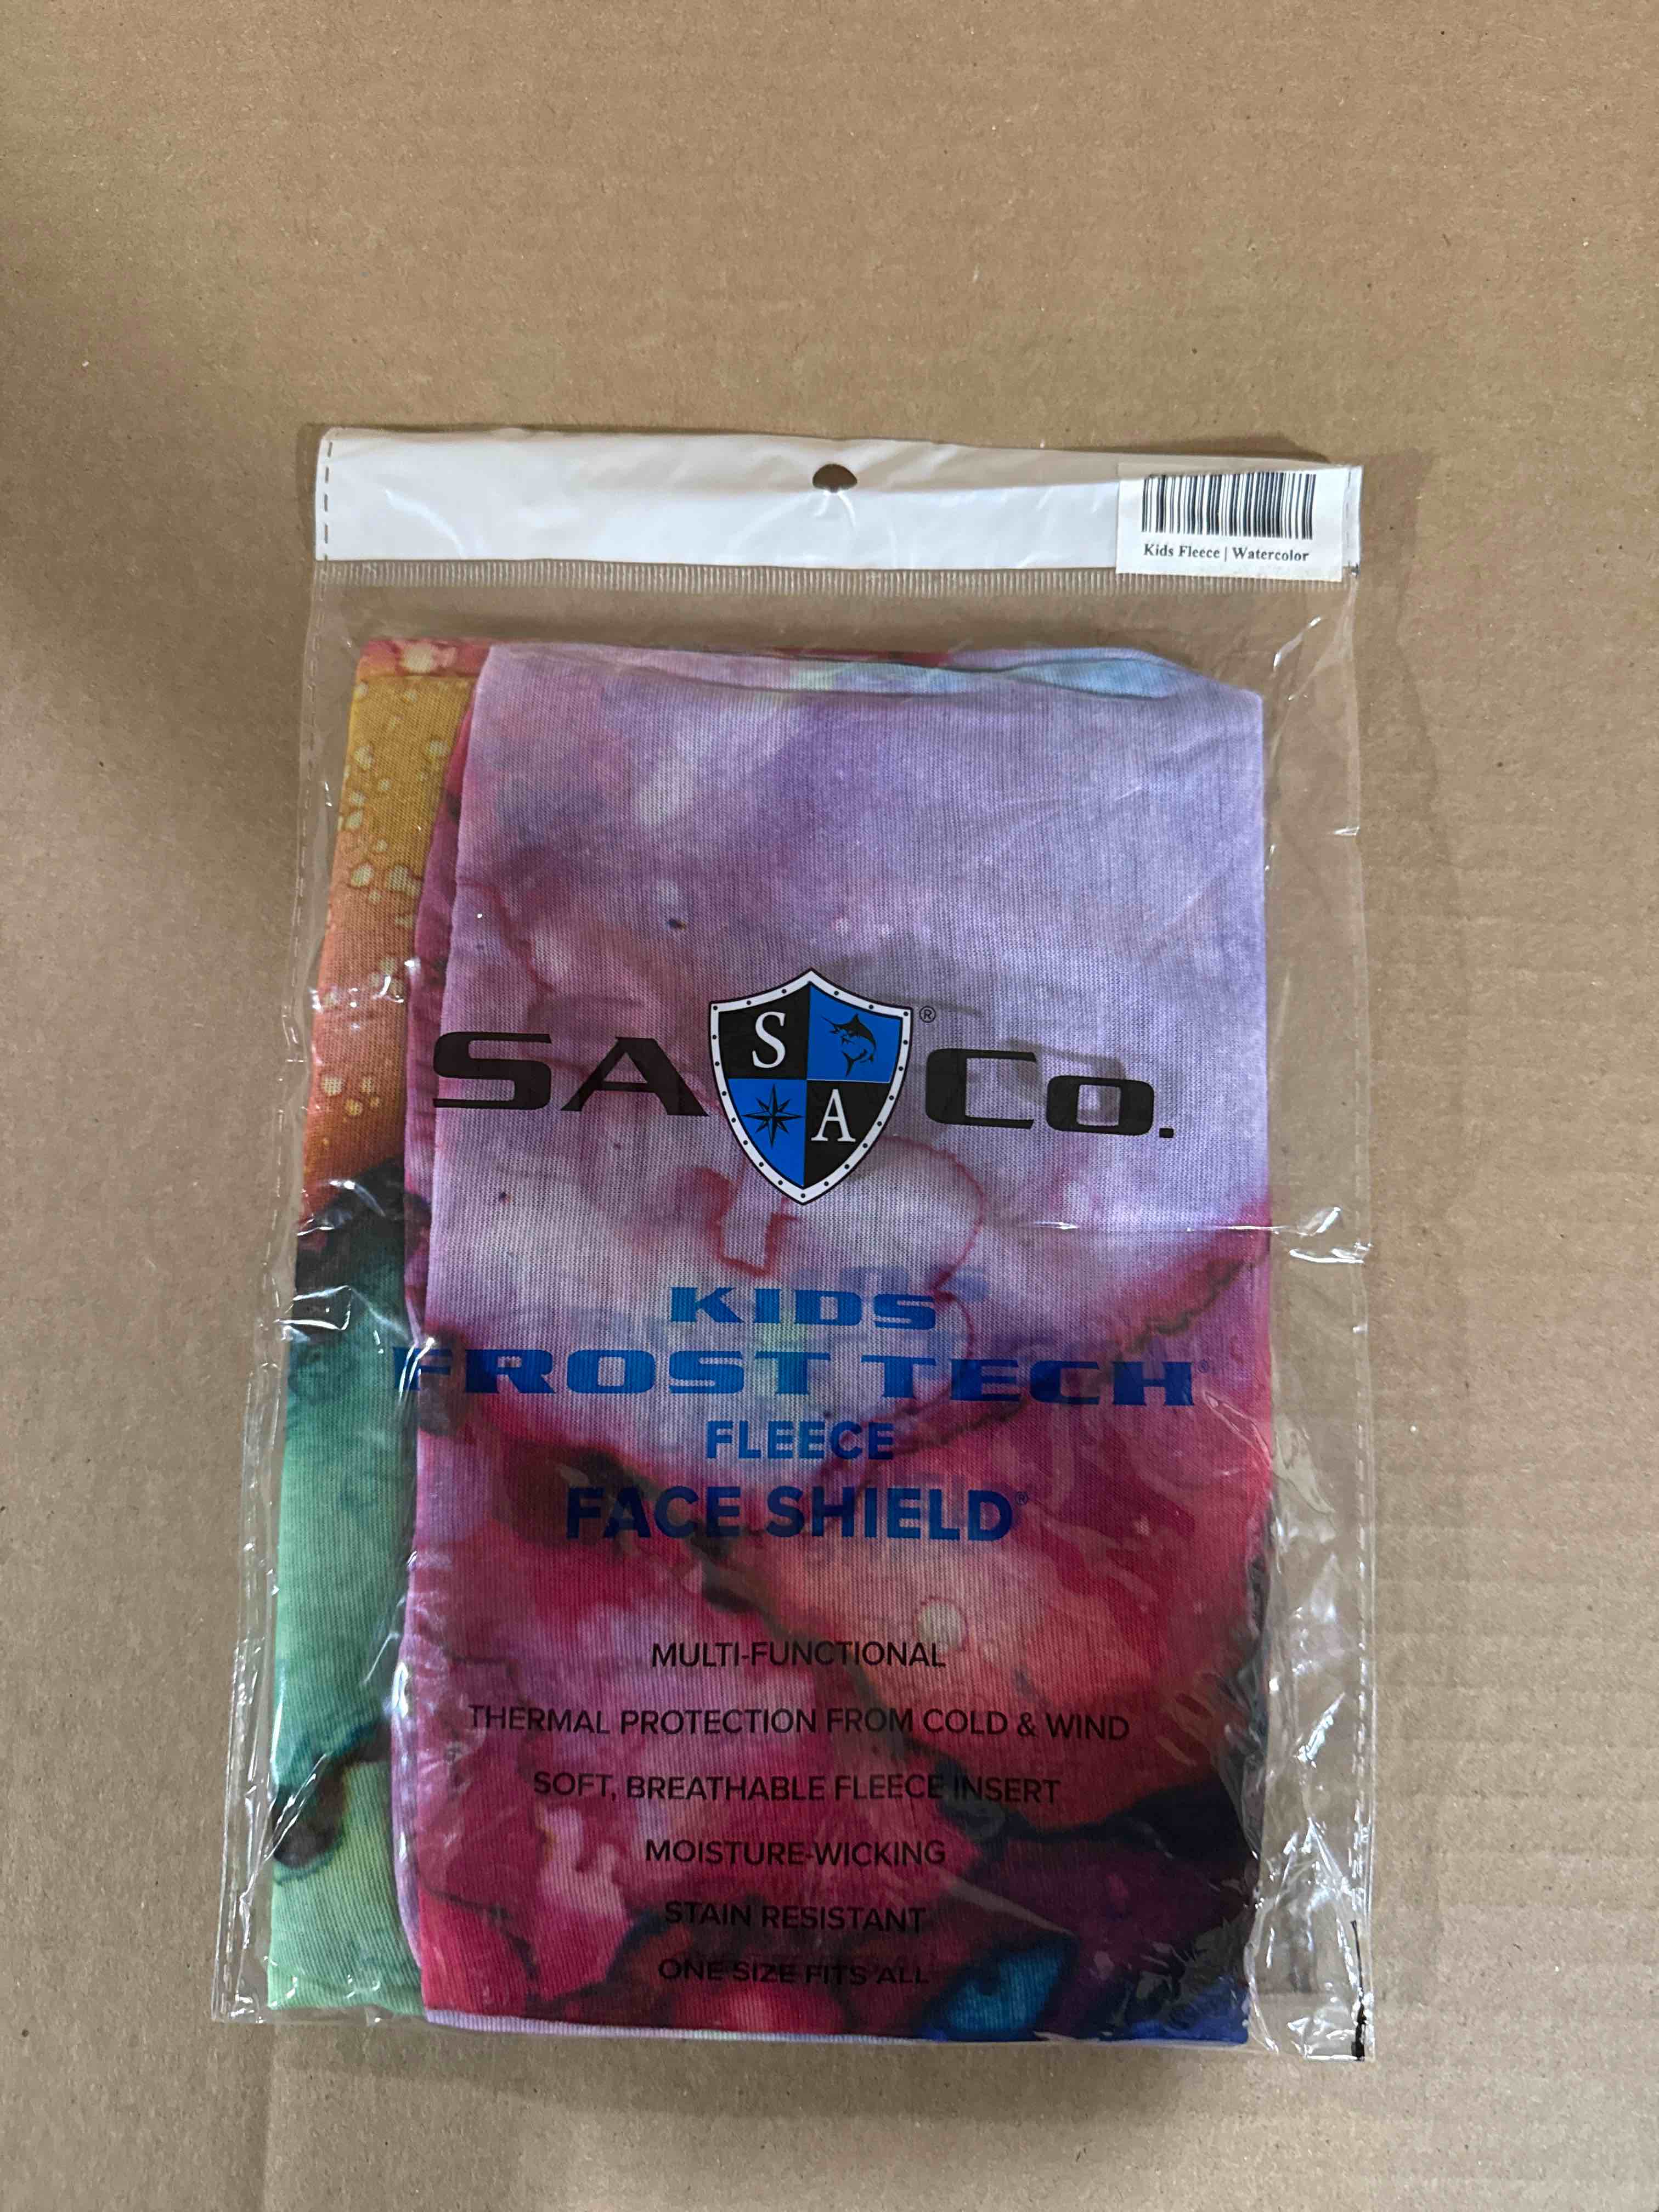 Kids Fleece | Watercolor
SA S A ® Co.
KIDS
FROST TECH®
FLEECE
FACE SHIELD®
MULTI-FUNCTIONAL
THERMAL PROTECTION FROM COLD & WIND
SOFT, BREATHABLE FLEECE INSERT
MOISTURE-WICKING
STAIN RESISTANT
ONE SIZE FITS ALL